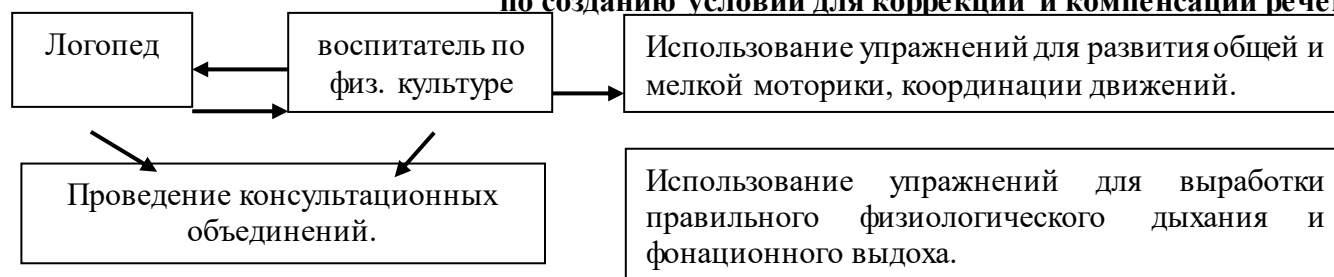 по созданию условий для коррекции и компенсации
Логопед
воспитатель по
физ. культуре
Использование упражнений для развития общей и
мелкой моторики, координации движений.
Проведение консультационных
объединений.
Использование упражнений для выработки
правильного физиологического дыхания и
фонационного выдоха.